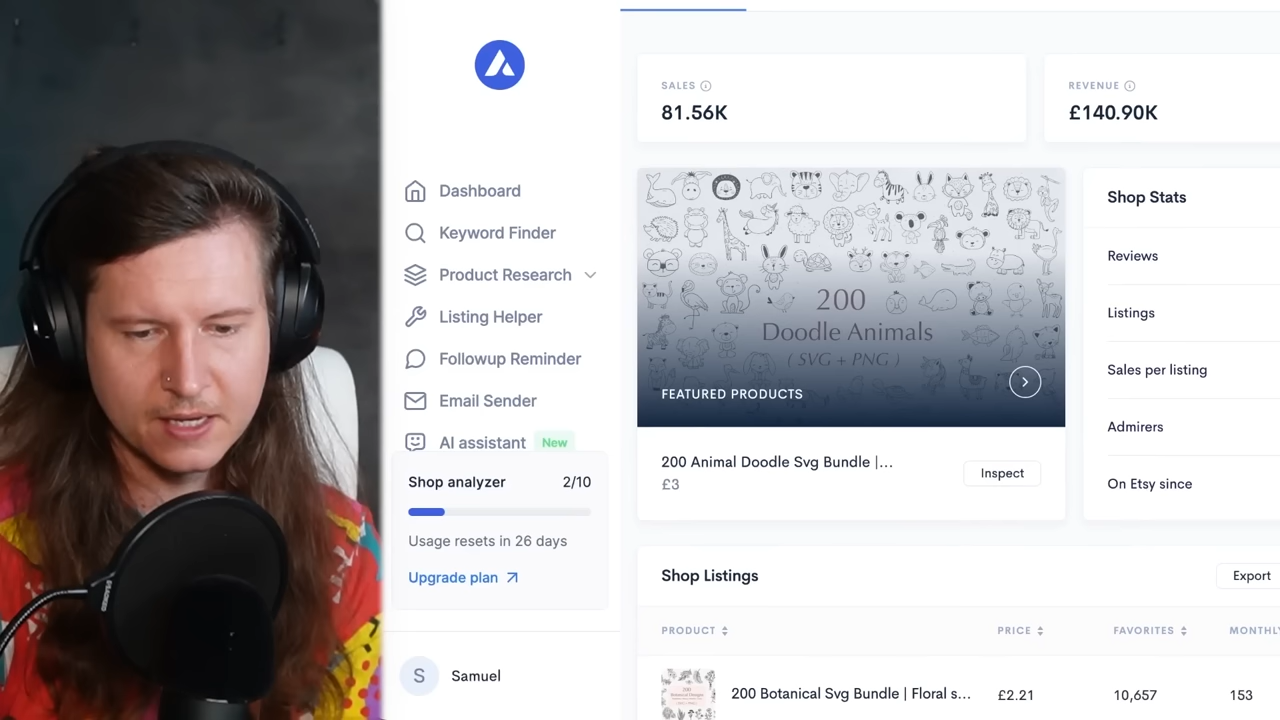 SALES
81.56K
REVENUE
£140.90K
Dashboard
Keyword Finder
Product Research
Listing Helper
Followup Reminder
Email Sender
AI assistant New
Shop analyzer 2/10
Usage resets in 26 days
Upgrade plan
S Samuel
200
Doodle Animals
( SVG + PNG )
FEATURED PRODUCTS
200 Animal Doodle Svg Bundle |...
£3
Inspect
Shop Stats
Reviews
Listings
Sales per listing
Admirers
On Etsy since
Shop Listings
Export
PRODUCT PRICE FAVORITES MONTHLY
200 Botanical Svg Bundle | Floral s... £2.21 10,657 153